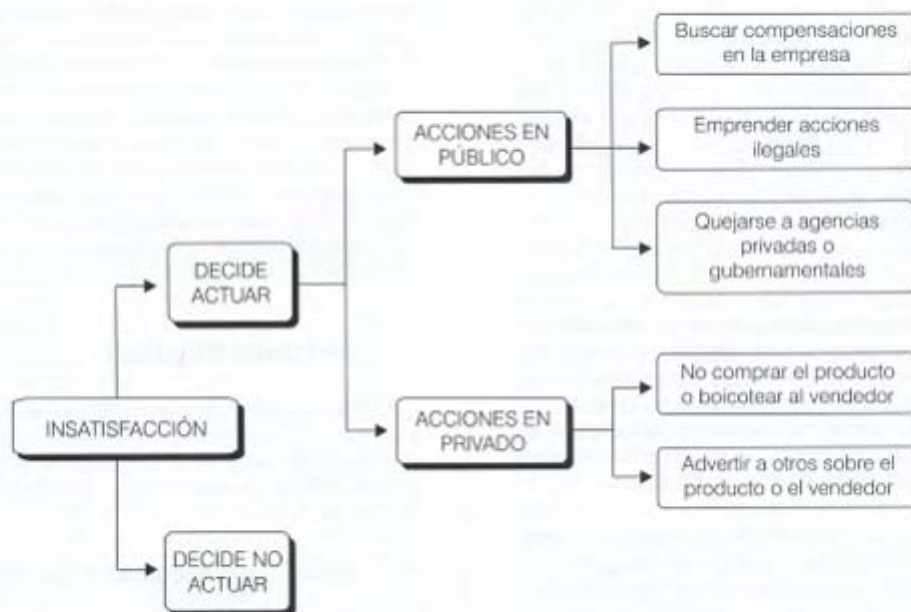 Buscar compensaciones
en la empresa
ACCIONES EN
PÚBLICO
Emprender acciones
ilegales
Quejarse a agencias
privadas o
gubernamentales
DECIDE
ACTUAR
No comprar el producto
o boicotear al vendedor
INSATISFACCIÓN
ACCIONES EN
PRIVADO
Advertir a otros sobre el
producto o el vendedor
DECIDE NO
ACTUAR